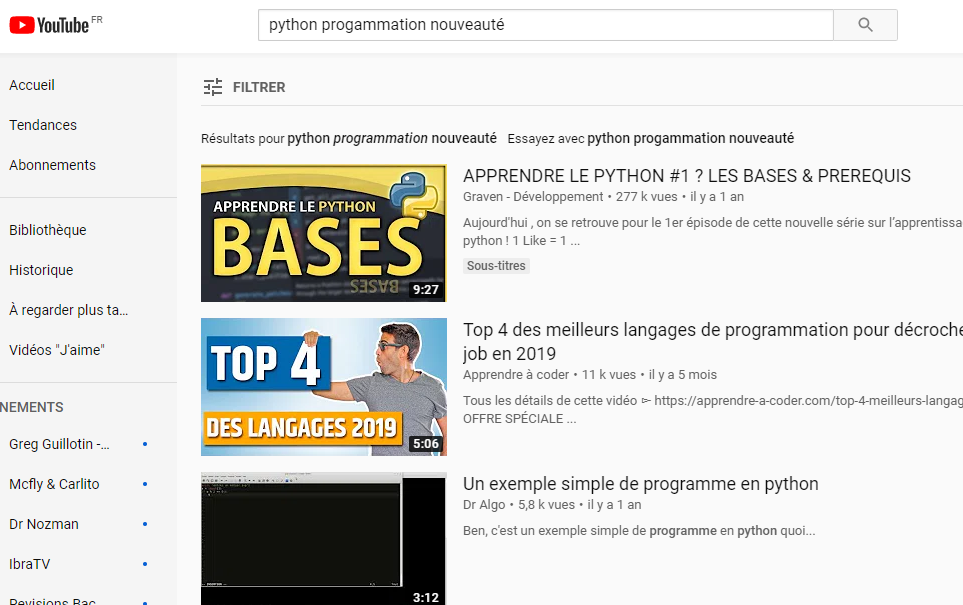 YouTube FR
python progammation nouveauté
Accueil
Tendances
Abonnements
Bibliothèque
Historique
À regarder plus ta...
Vidéos "J'aime"
NEMENTS
Greg Guillotin -...
Mcfly & Carlito
Dr Nozman
IbraTV
Revisions Bac
FILTRER
Résultats pour python programmation nouveauté Essayez avec python progammation nouveauté
APPRENDRE LE PYTHON
BASES
9:27
APPRENDRE LE PYTHON #1 ? LES BASES & PREREQUIS
Graven - Développement • 277 k vues • il y a 1 an
Aujourd'hui , on se retrouve pour le 1er épisode de cette nouvelle série sur l'apprentissa
python ! 1 Like = 1 ...
Sous-titres
TOP 4
DES LANGAGES 2019
5:06
Top 4 des meilleurs langages de programmation pour décroche
job en 2019
Apprendre à coder • 11 k vues • il y a 5 mois
Tous les détails de cette vidéo ⊳ https://apprendre-a-coder.com/top-4-meilleurs-langag
OFFRE SPÉCIALE ...
3:12
Un exemple simple de programme en python
Dr Algo • 5,8 k vues • il y a 1 an
Ben, c'est un exemple simple de programme en python quoi...